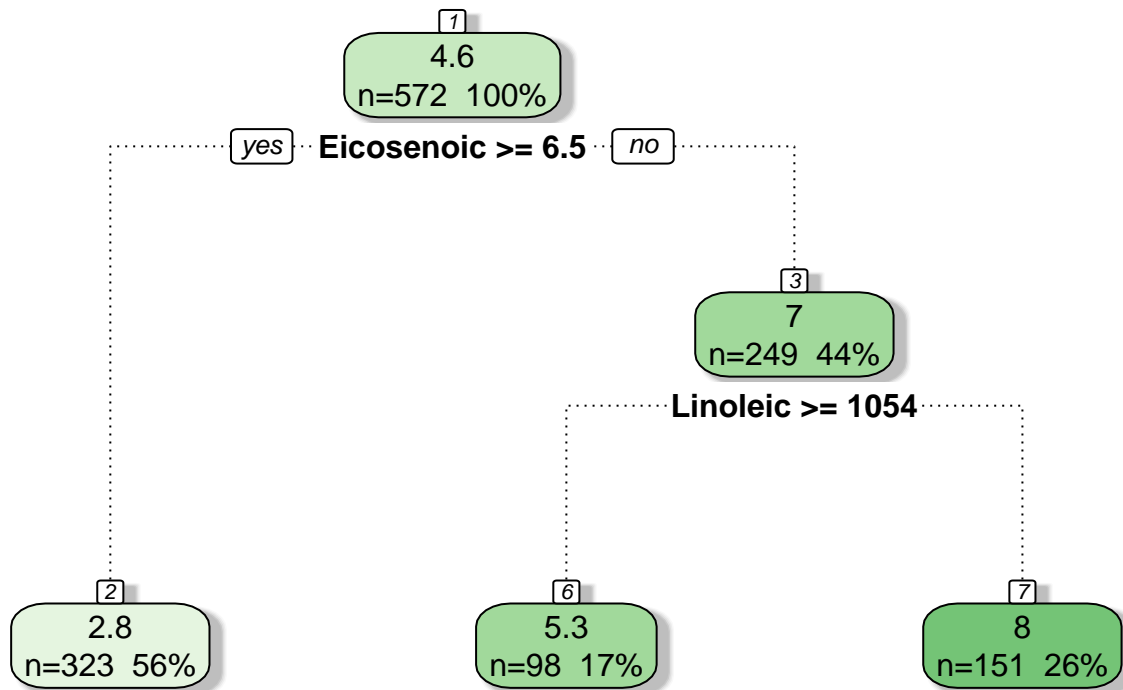 1
4.6
n=572 100%
yes Eicosenoic >= 6.5 no
3
7
n=249 44%
Linoleic >= 1054
2
2.8
n=323 56%
6
5.3
n=98 17%
7
8
n=151 26%